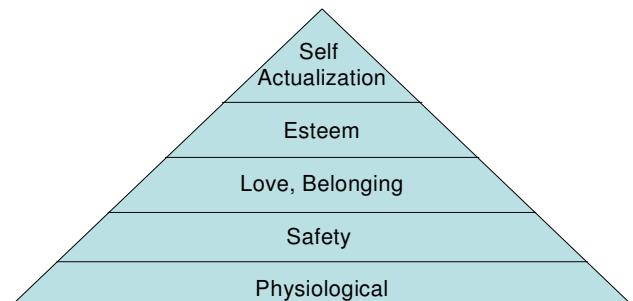 Self
Actualization
Esteem
Love, Belonging
Safety
Physiological